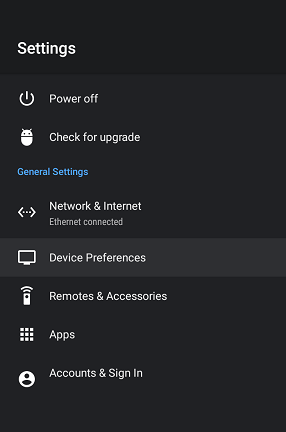 Settings
Power off
Check for upgrade
General Settings
Network & Internet
Ethernet connected
Device Preferences
Remotes & Accessories
Apps
Accounts & Sign In